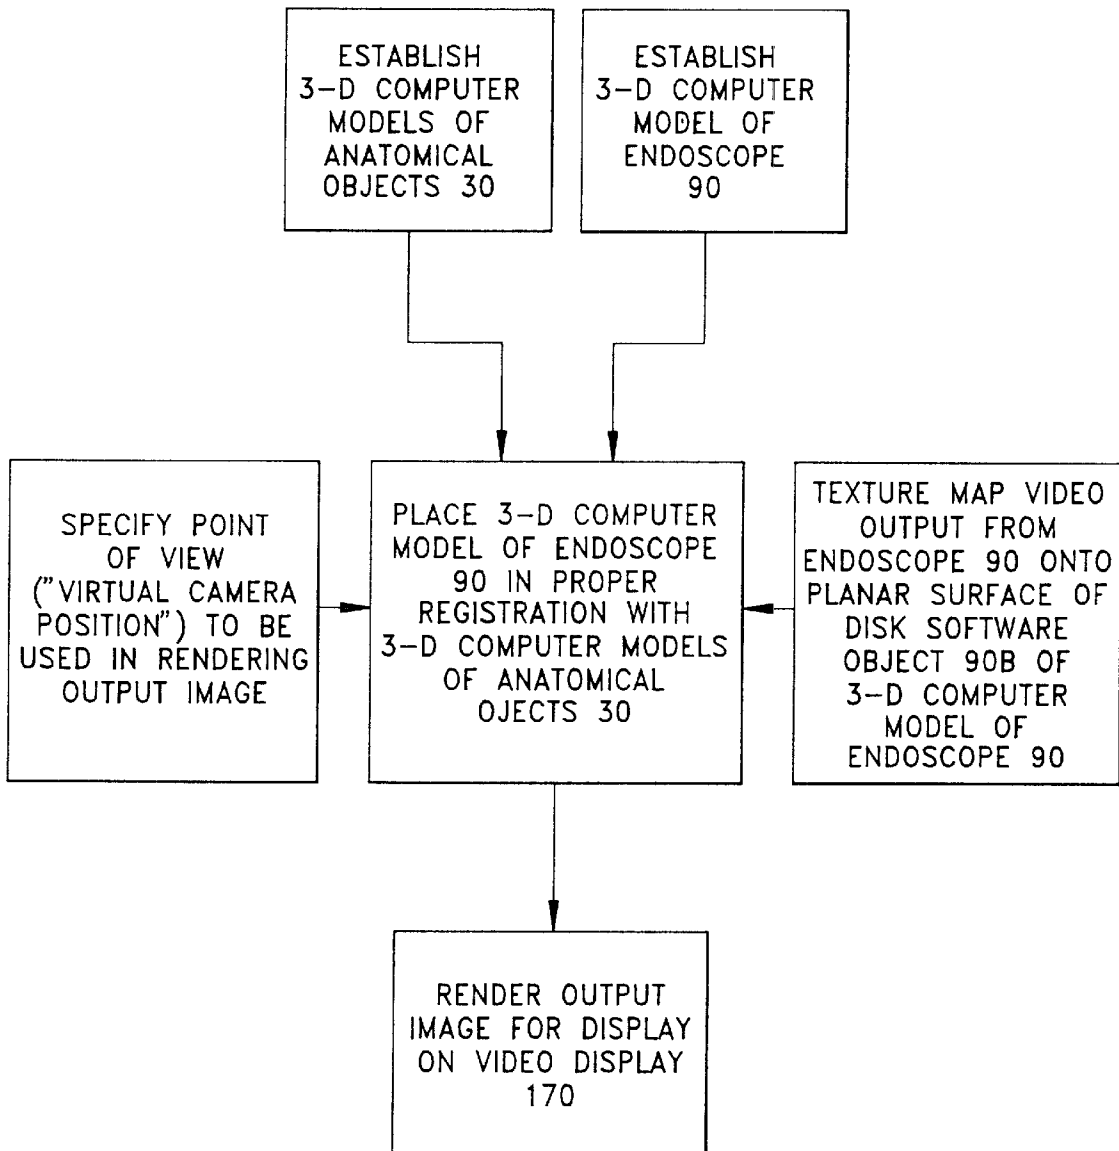 ESTABLISH
3-D COMPUTER
MODELS OF
ANATOMICAL
OBJECTS 30
ESTABLISH
3-D COMPUTER
MODEL OF
ENDOSCOPE
90
SPECIFY POINT
OF VIEW
("VIRTUAL CAMERA
POSITION") TO BE
USED IN RENDERING
OUTPUT IMAGE
PLACE 3-D COMPUTER
MODEL OF ENDOSCOPE
90 IN PROPER
REGISTRATION WITH
3-D COMPUTER MODELS
OF ANATOMICAL
OJECTS 30
TEXTURE MAP VIDEO
OUTPUT FROM
ENDOSCOPE 90 ONTO
PLANAR SURFACE OF
DISK SOFTWARE
OBJECT 90B OF
3-D COMPUTER
MODEL OF
ENDOSCOPE 90
RENDER OUTPUT
IMAGE FOR DISPLAY
ON VIDEO DISPLAY
170